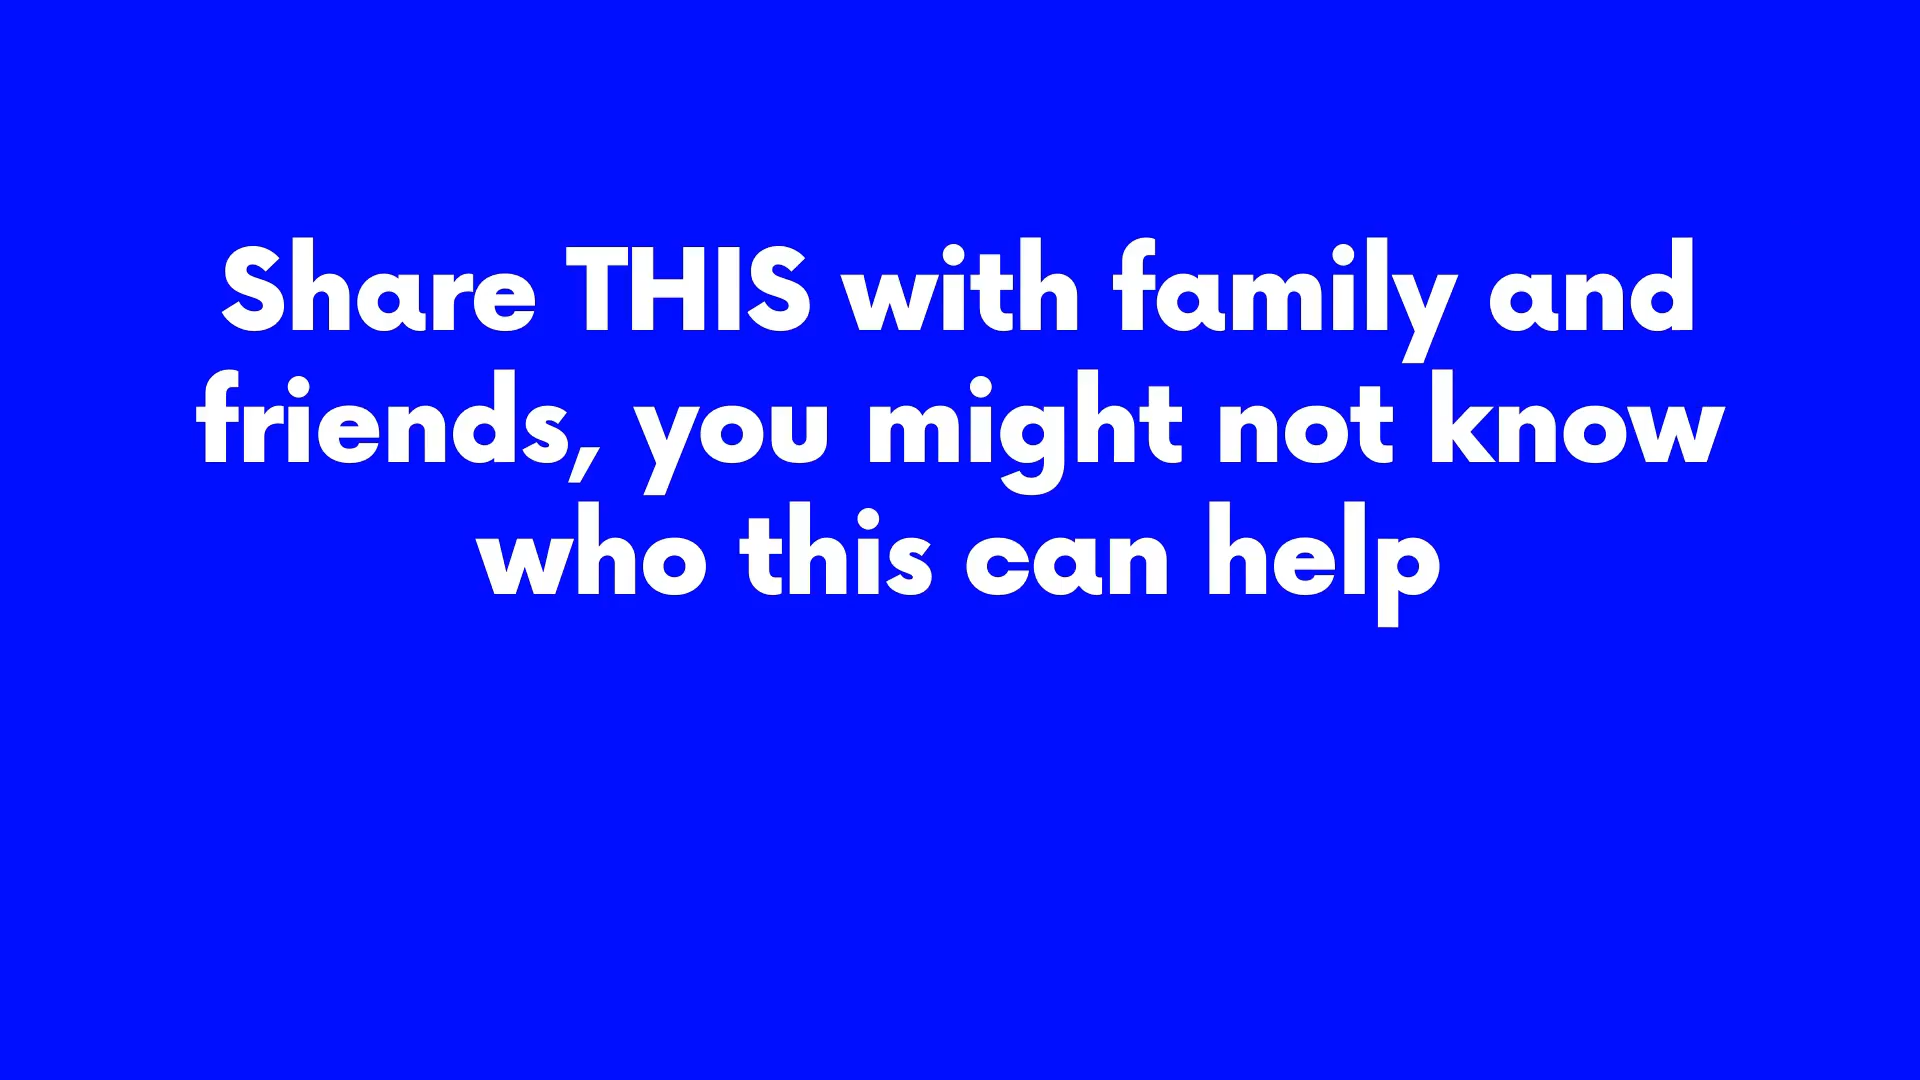 Share THIS with family and
friends, you might not know
who this can help